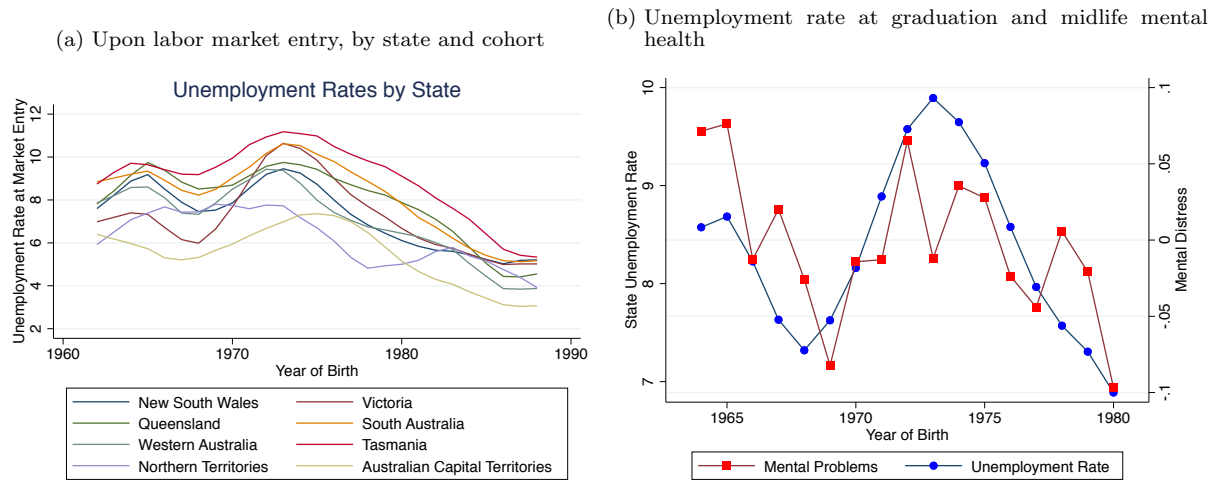 (a) Upon labor market entry, by state and cohort
Unemployment Rates by State
Unemployment Rate at Market Entry
12
10
8
6
4
2
1960
1970
1980
1990
Year of Birth
New South Wales
Victoria
Queensland
South Australia
Western Australia
Tasmania
Northern Territories
Australian Capital Territories
(b) Unemployment rate at graduation and midlife mental
health
State Unemployment Rate
10
9
8
7
.1
.05
0
-.05
-.1
Mental Distress
1965
1970
1975
1980
Year of Birth
Mental Problems
Unemployment Rate